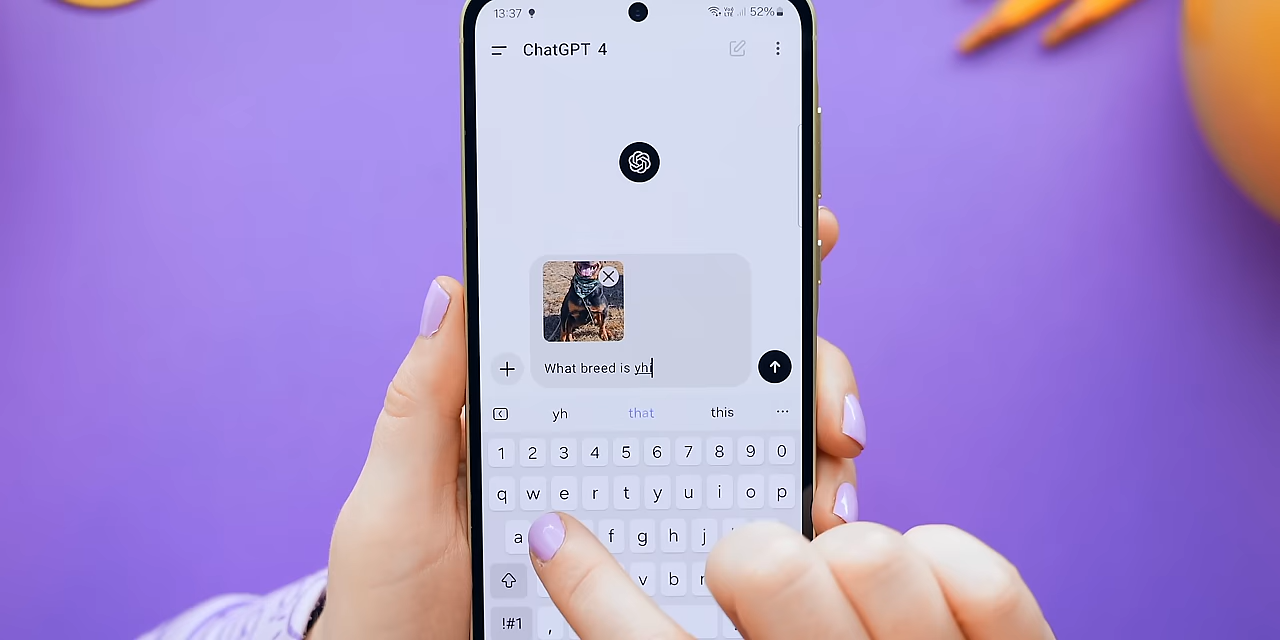 13:37 52%
ChatGPT 4
What breed is yhi
yh that this ...
1 2 3 4 5 6 7 8 9 0
q w e r t y u i o p
a f g h j
v b
!#1 ,